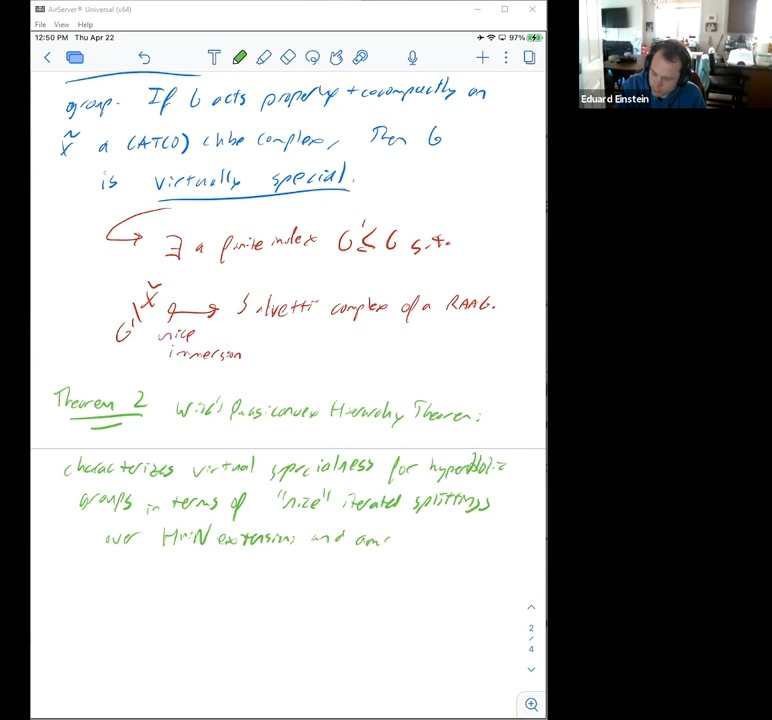 AirServer® Universal (x64)
File View Help
12:50 PM Thu Apr 22
97%
group. If G acts properly + cocompactly on
X̃ a CAT(0) cube complex, Then G
is virtually special.
∃ a finite index G' ≤ G s.t.
G'\X̃ ↪ Salvetti complex of a RAAG.
nice
immersion
Theorem 2 Wise's Quasiconvex Hierarchy Theorem:
characterizes virtual specialness for hyperbolic
groups in terms of "nice" iterated splittings
over HNN extensions and am
2
/
4
Eduard Einstein